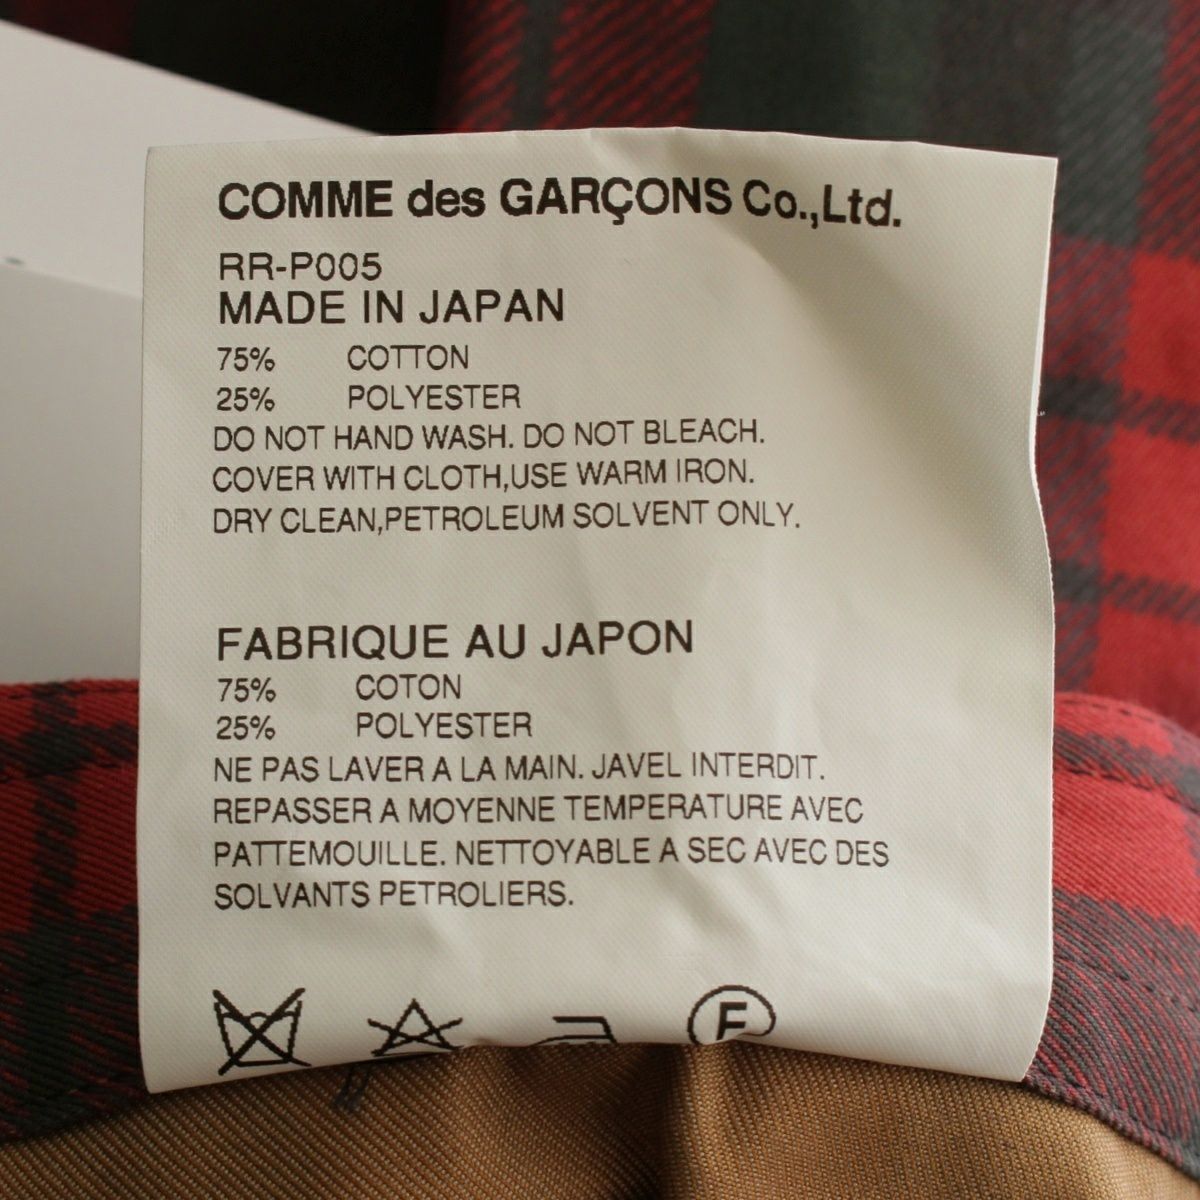 COMME des GARÇONS Co.,Ltd.
RR-P005
MADE IN JAPAN
75% COTTON
25% POLYESTER
DO NOT HAND WASH. DO NOT BLEACH.
COVER WITH CLOTH,USE WARM IRON.
DRY CLEAN,PETROLEUM SOLVENT ONLY.
FABRIQUE AU JAPON
75% COTON
25% POLYESTER
NE PAS LAVER A LA MAIN. JAVEL INTERDIT.
REPASSER A MOYENNE TEMPERATURE AVEC
PATTEMOUILLE. NETTOYABLE A SEC AVEC DES
SOLVANTS PETROLIERS.
F